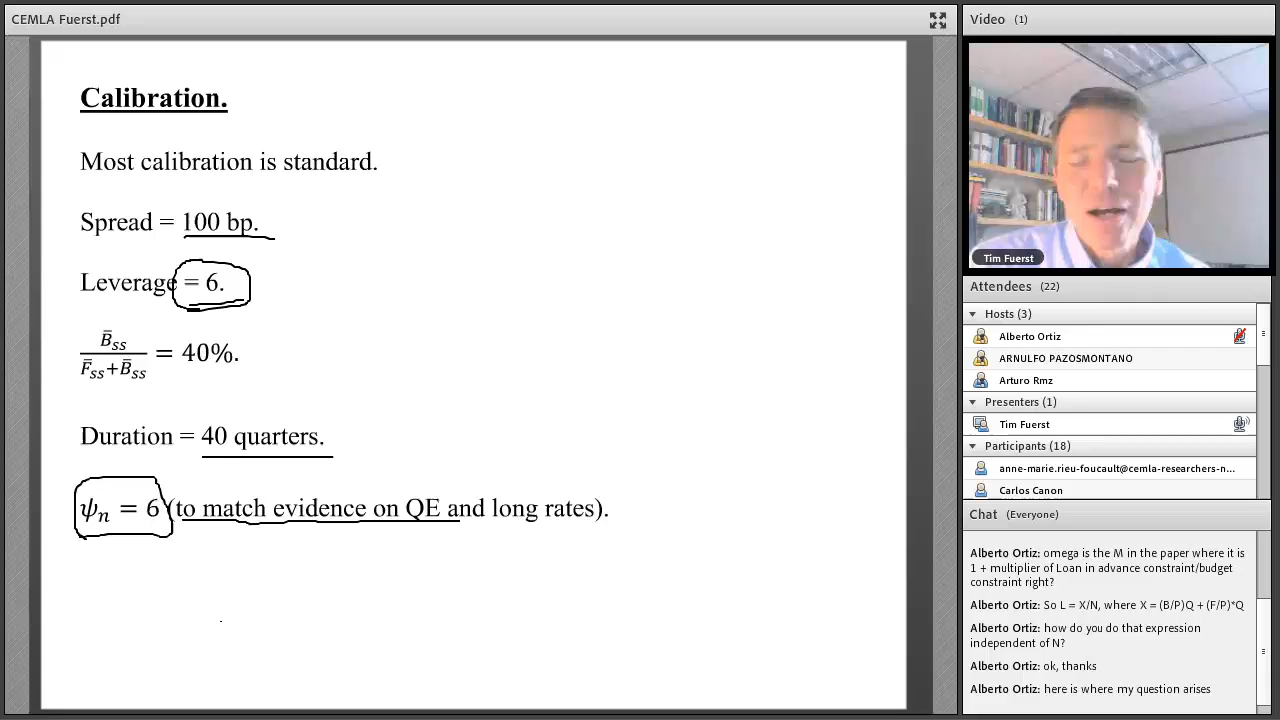 CEMLA Fuerst.pdf
Calibration.
Most calibration is standard.
Spread = 100 bp.
Leverage = 6.
B̄ss / F̄ss+B̄ss = 40%.
Duration = 40 quarters.
ψn = 6 (to match evidence on QE and long rates).
Video (1)
Tim Fuerst
Attendees (22)
Hosts (3)
Alberto Ortiz
ARNULFO PAZOSMONTANO
Arturo Rmz
Presenters (1)
Tim Fuerst
Participants (18)
anne-marie.rieu-foucault@cemla-researchers-n...
Carlos Canon
Chat (Everyone)
Alberto Ortiz: omega is the M in the paper where it is
1 + multiplier of Loan in advance constraint/budget
constraint right?
Alberto Ortiz: So L = X/N, where X = (B/P)Q + (F/P)*Q
Alberto Ortiz: how do you do that expression
independent of N?
Alberto Ortiz: ok, thanks
Alberto Ortiz: here is where my question arises